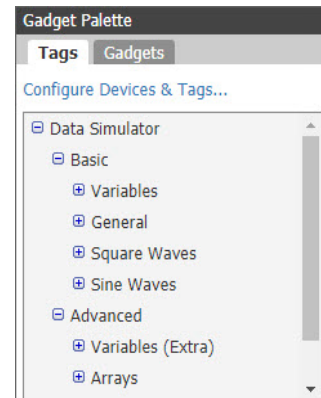 Gadget Palette
Tags Gadgets
Configure Devices & Tags...
Data Simulator
Basic
Variables
General
Square Waves
Sine Waves
Advanced
Variables (Extra)
Arrays